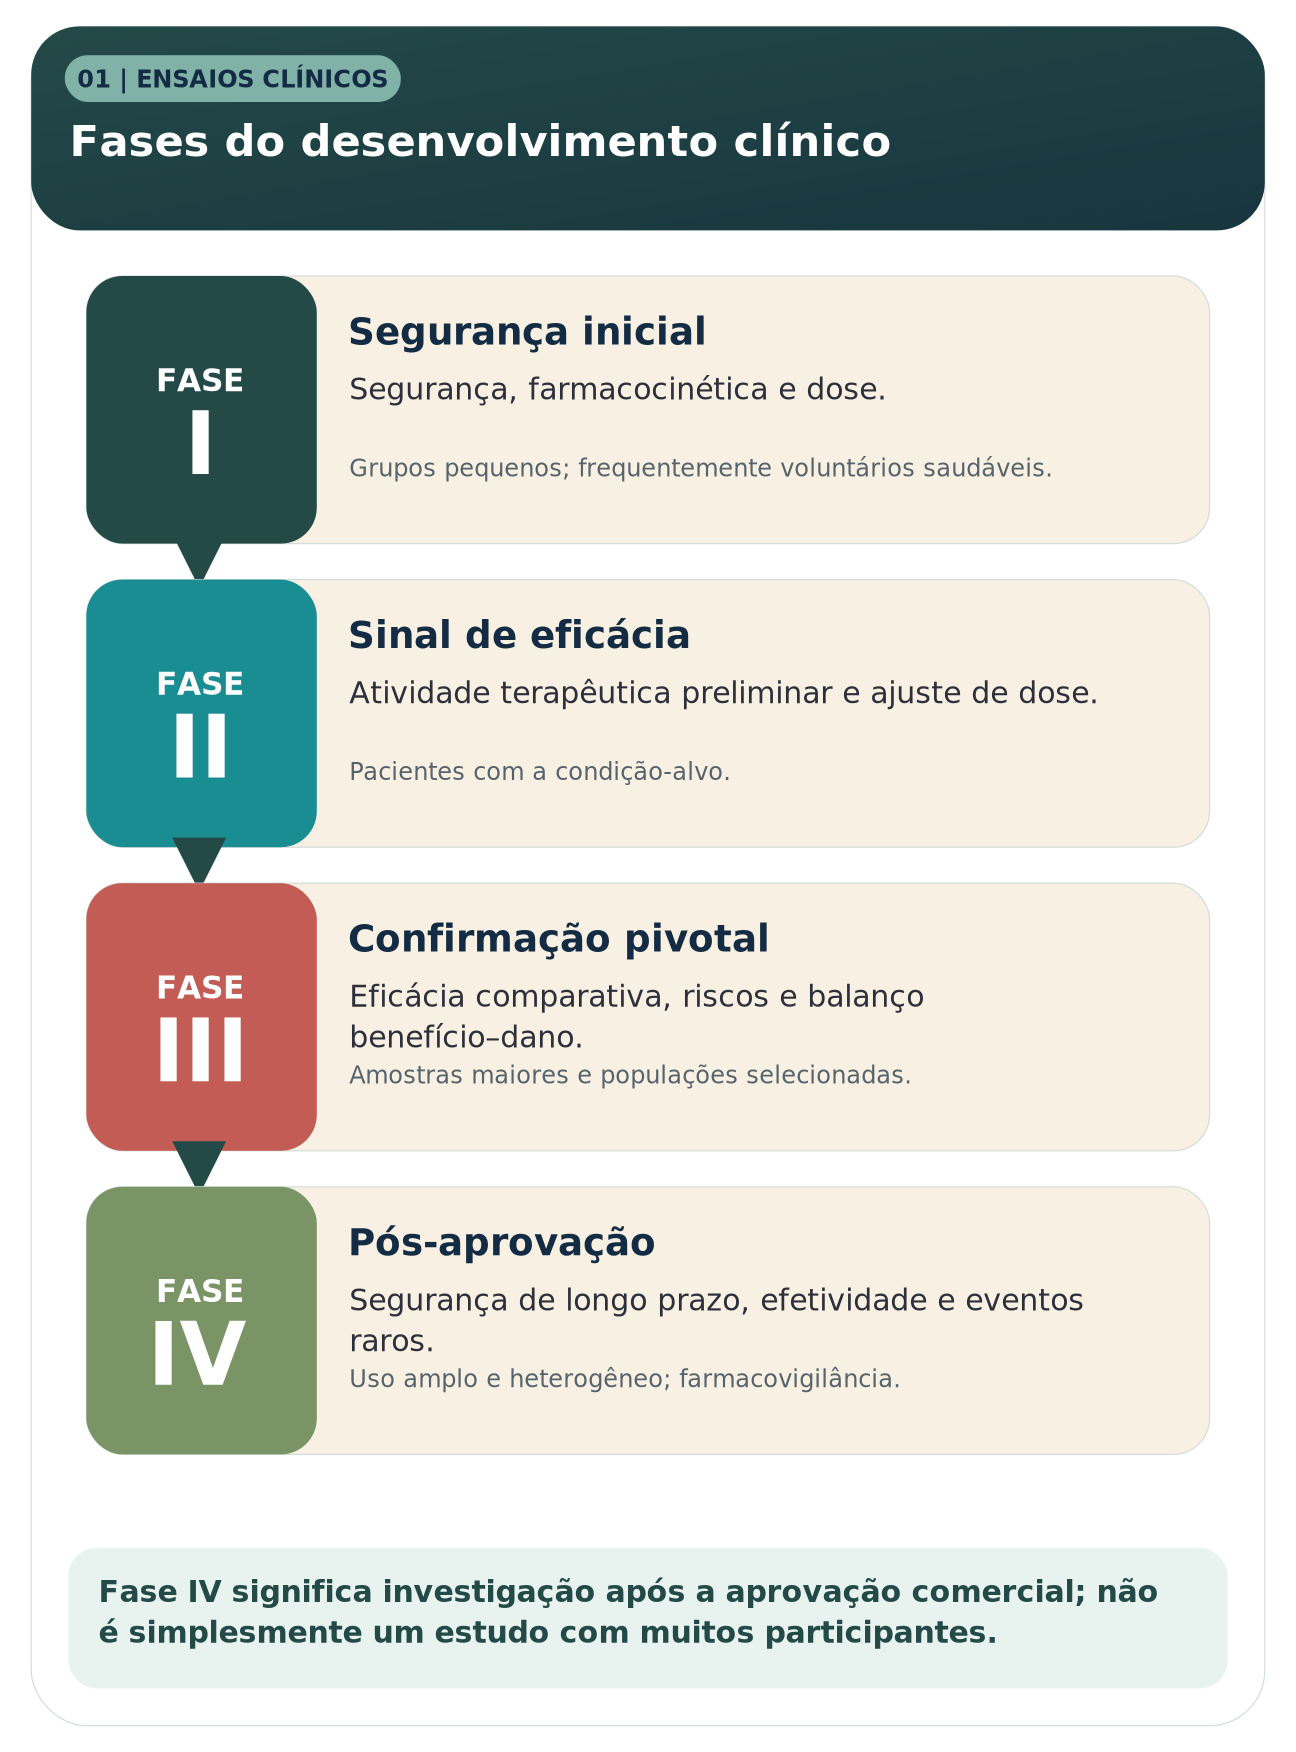 01 | ENSAIOS CLÍNICOS
Fases do desenvolvimento clínico
FASE
I
Segurança inicial
Segurança, farmacocinética e dose.
Grupos pequenos; frequentemente voluntários saudáveis.
FASE
II
Sinal de eficácia
Atividade terapêutica preliminar e ajuste de dose.
Pacientes com a condição-alvo.
FASE
III
Confirmação pivotal
Eficácia comparativa, riscos e balanço
benefício–dano.
Amostras maiores e populações selecionadas.
FASE
IV
Pós-aprovação
Segurança de longo prazo, efetividade e eventos
raros.
Uso amplo e heterogêneo; farmacovigilância.
Fase IV significa investigação após a aprovação comercial; não
é simplesmente um estudo com muitos participantes.